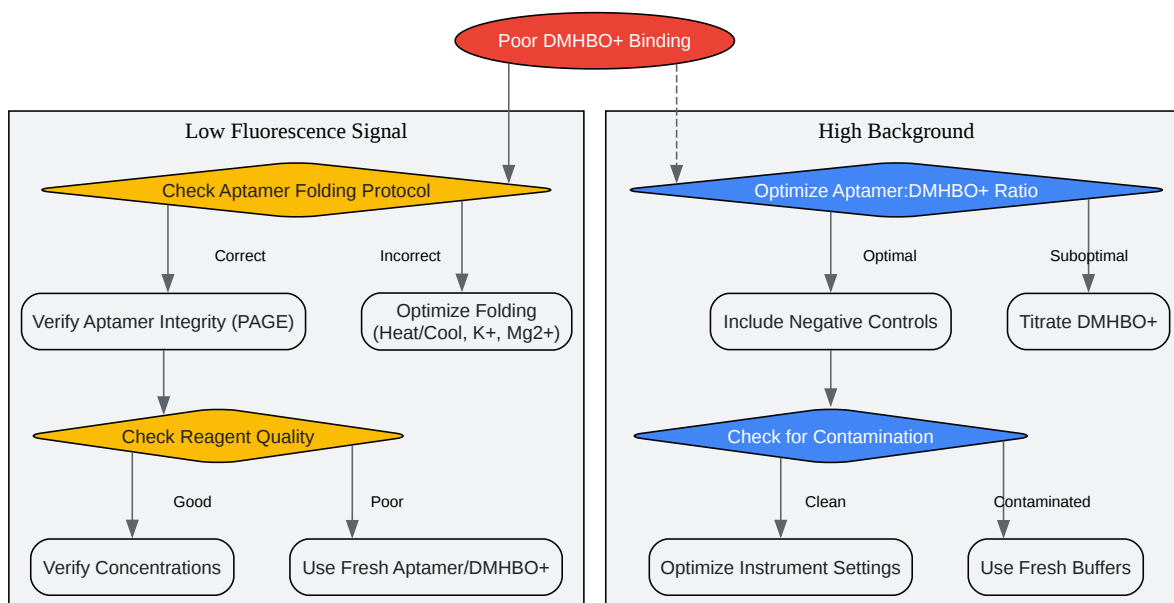 Poor DMHBO+ Binding
Low Fluorescence Signal
Check Aptamer Folding Protocol
Correct
Incorrect
Verify Aptamer Integrity (PAGE)
Optimize Folding
(Heat/Cool, K+, Mg2+)
Check Reagent Quality
Good
Poor
Verify Concentrations
Use Fresh Aptamer/DMHBO+
High Background
Optimize Aptamer:DMHBO+ Ratio
Optimal
Suboptimal
Include Negative Controls
Titrate DMHBO+
Check for Contamination
Clean
Contaminated
Optimize Instrument Settings
Use Fresh Buffers